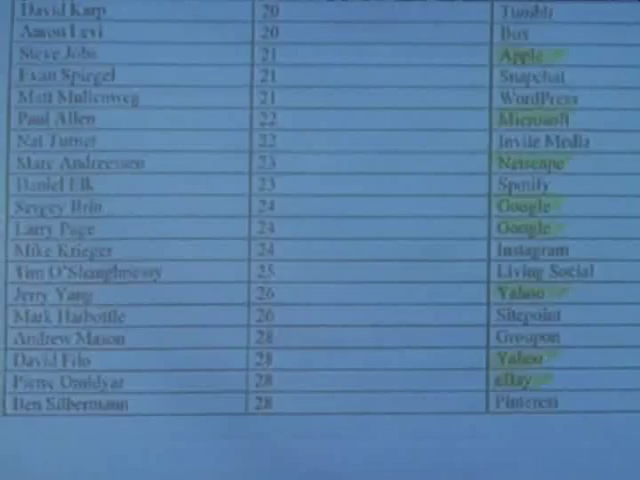 David Karp 20 Tumblr
Aaron Levi 20 Box
Steve Jobs 21 Apple
Evan Spiegel 21 Snapchat
Matt Mullenweg 21 WordPress
Paul Allen 22 Microsoft
Nat Turner 22 Invite Media
Marc Andreessen 23 Netscape
Daniel Elk 23 Spotify
Sergey Brin 24 Google
Larry Page 24 Google
Mike Krieger 24 Instagram
Tim O'Shaughnessy 25 Living Social
Jerry Yang 26 Yahoo
Mark Harbottle 26 Sitepoint
Andrew Mason 28 Groupon
David Filo 28 Yahoo
Pierre Omidyar 28 eBay
Ben Silbermann 28 Pinterest